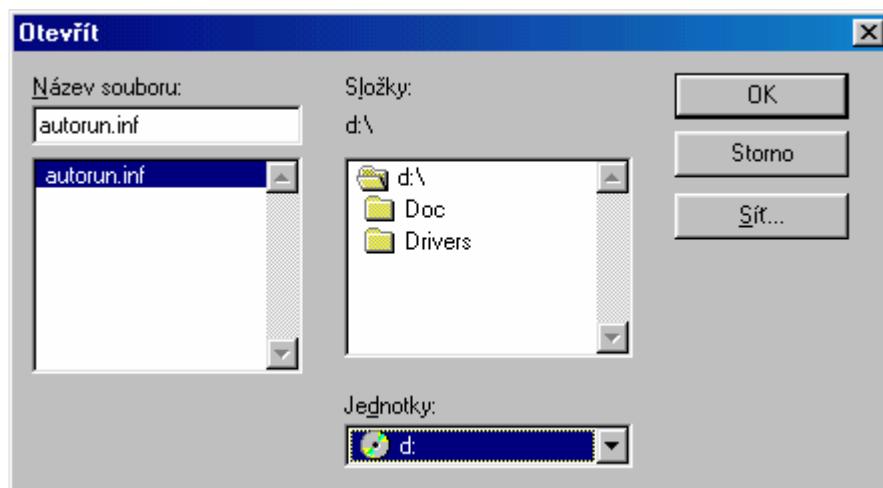 Otevřít
Název souboru:
autorun.inf
autorun.inf
Složky:
d:\
d:\
Doc
Drivers
Jednotky:
d:
OK
Storno
Síť...